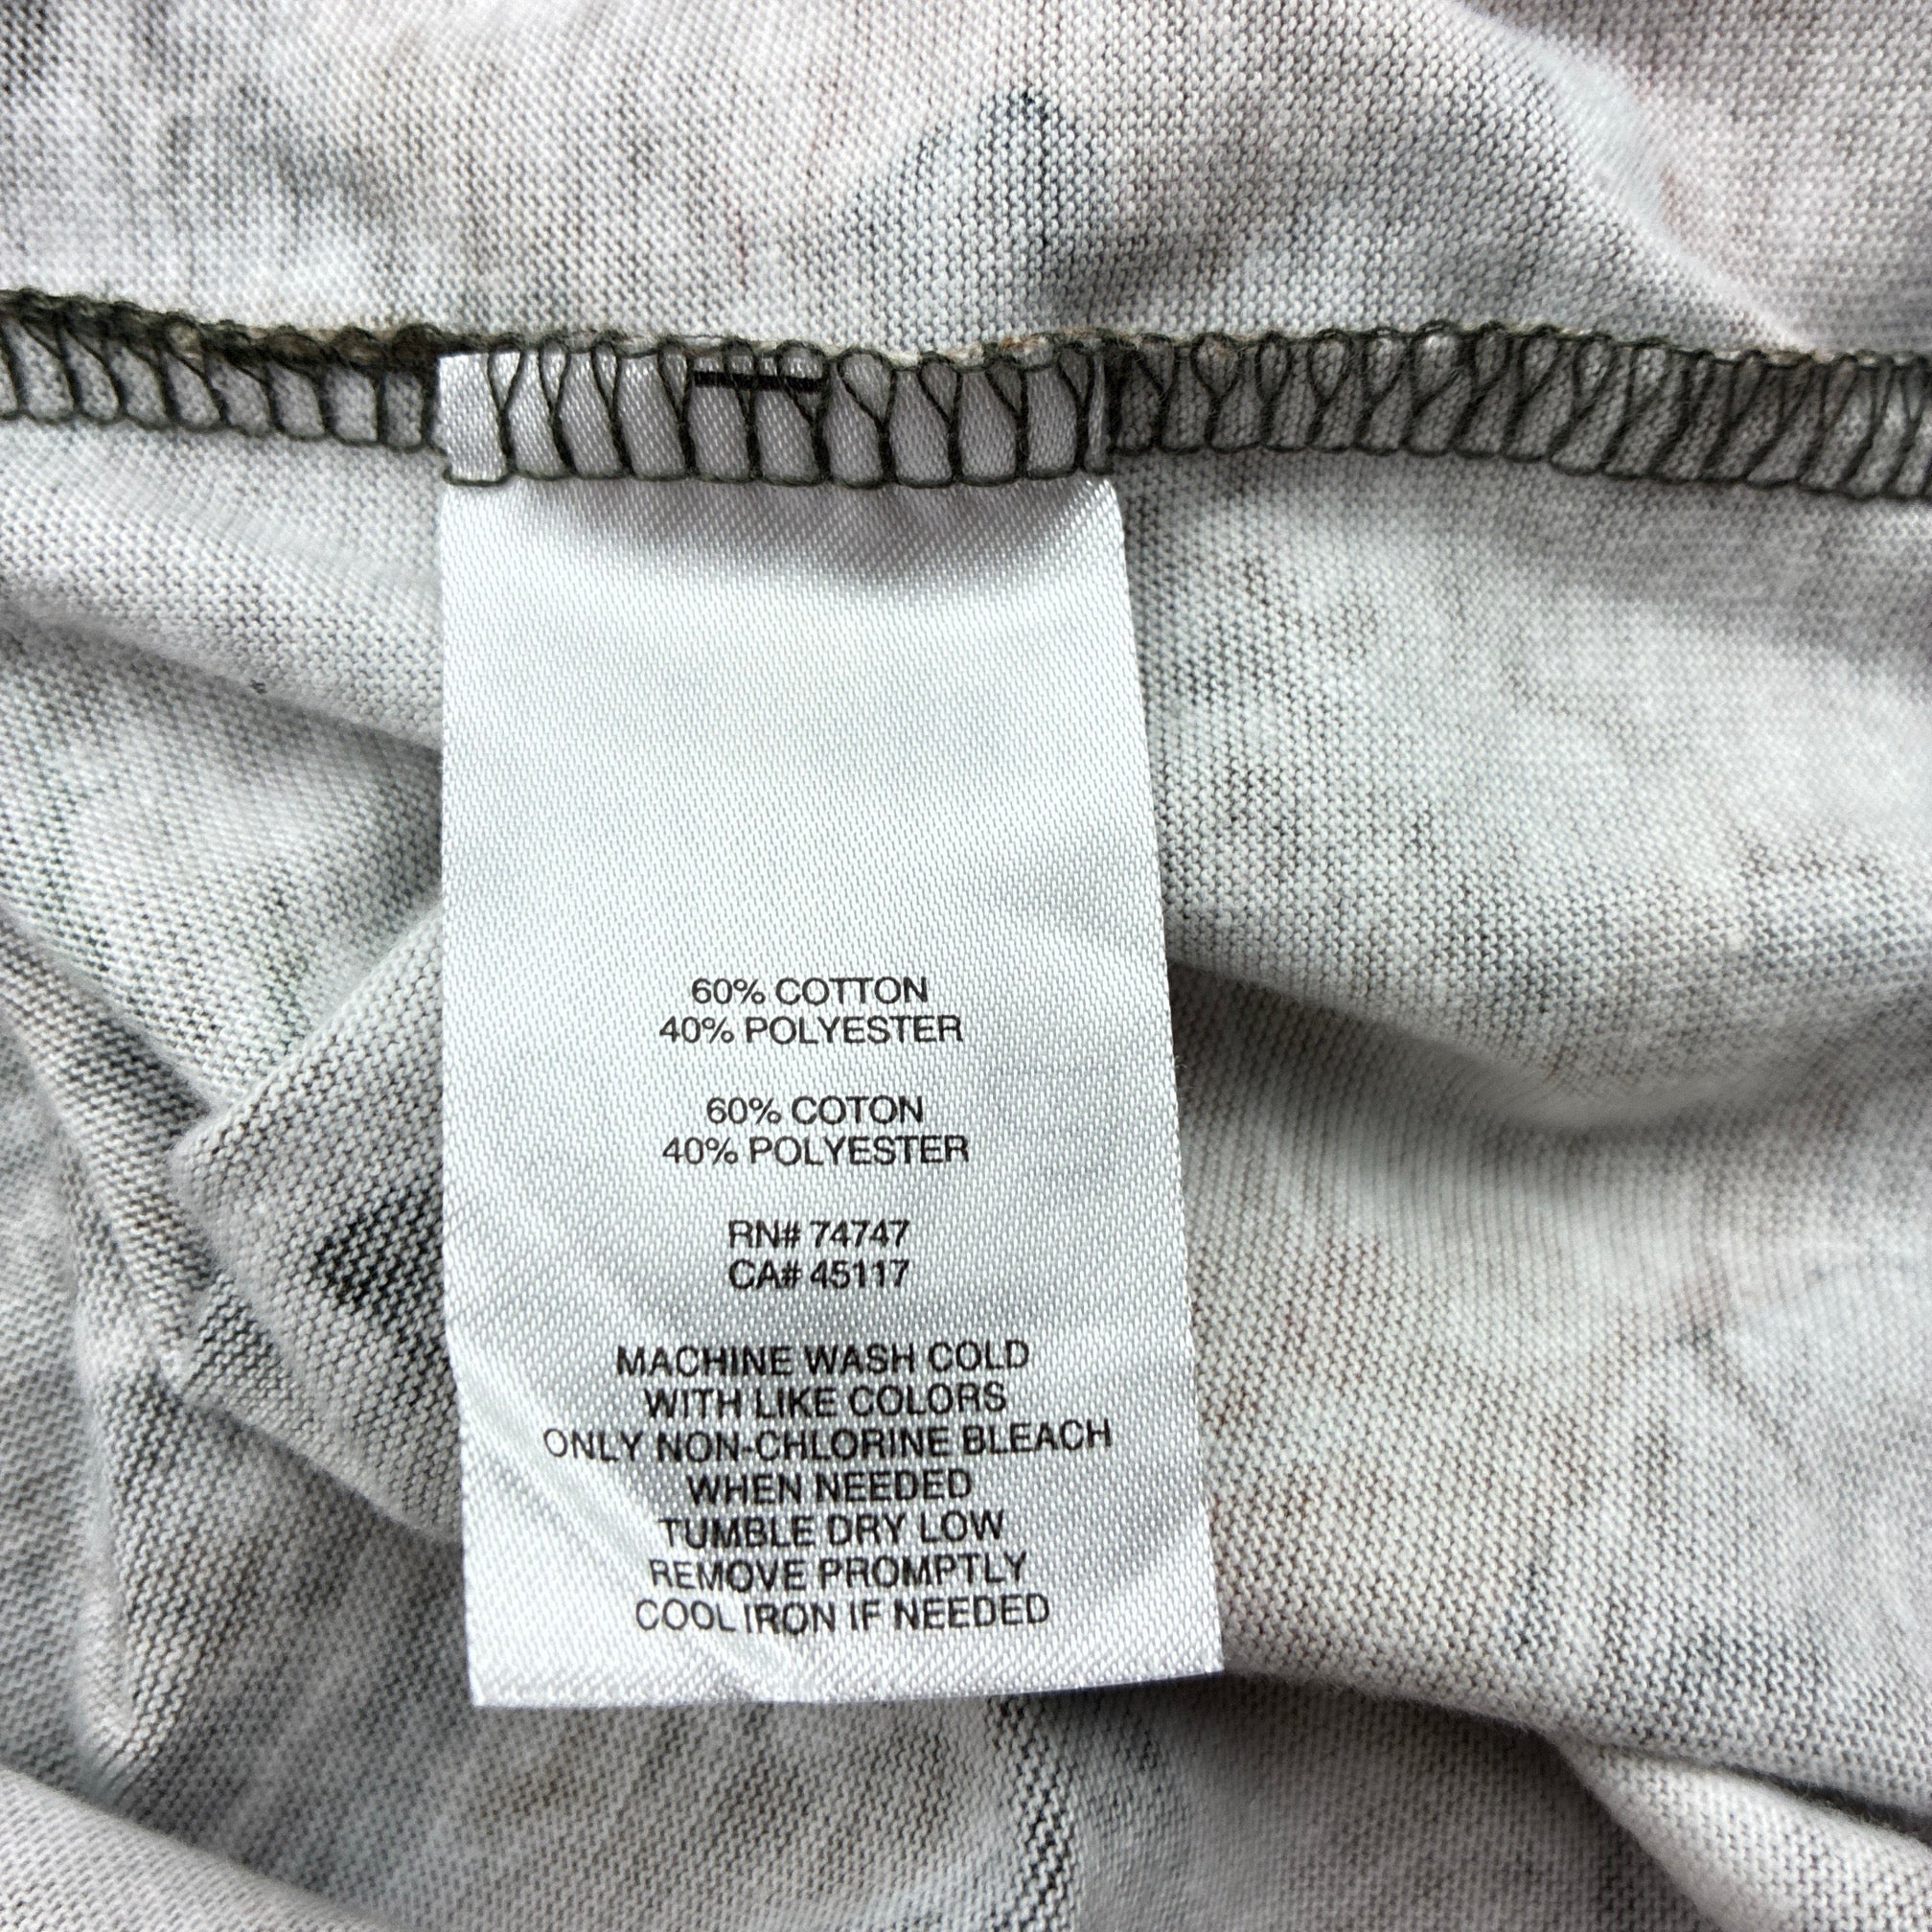 60% COTTON
40% POLYESTER
60% COTON
40% POLYESTER
RN# 74747
CA# 45117
MACHINE WASH COLD
WITH LIKE COLORS
ONLY NON-CHLORINE BLEACH
WHEN NEEDED
TUMBLE DRY LOW
REMOVE PROMPTLY
COOL IRON IF NEEDED